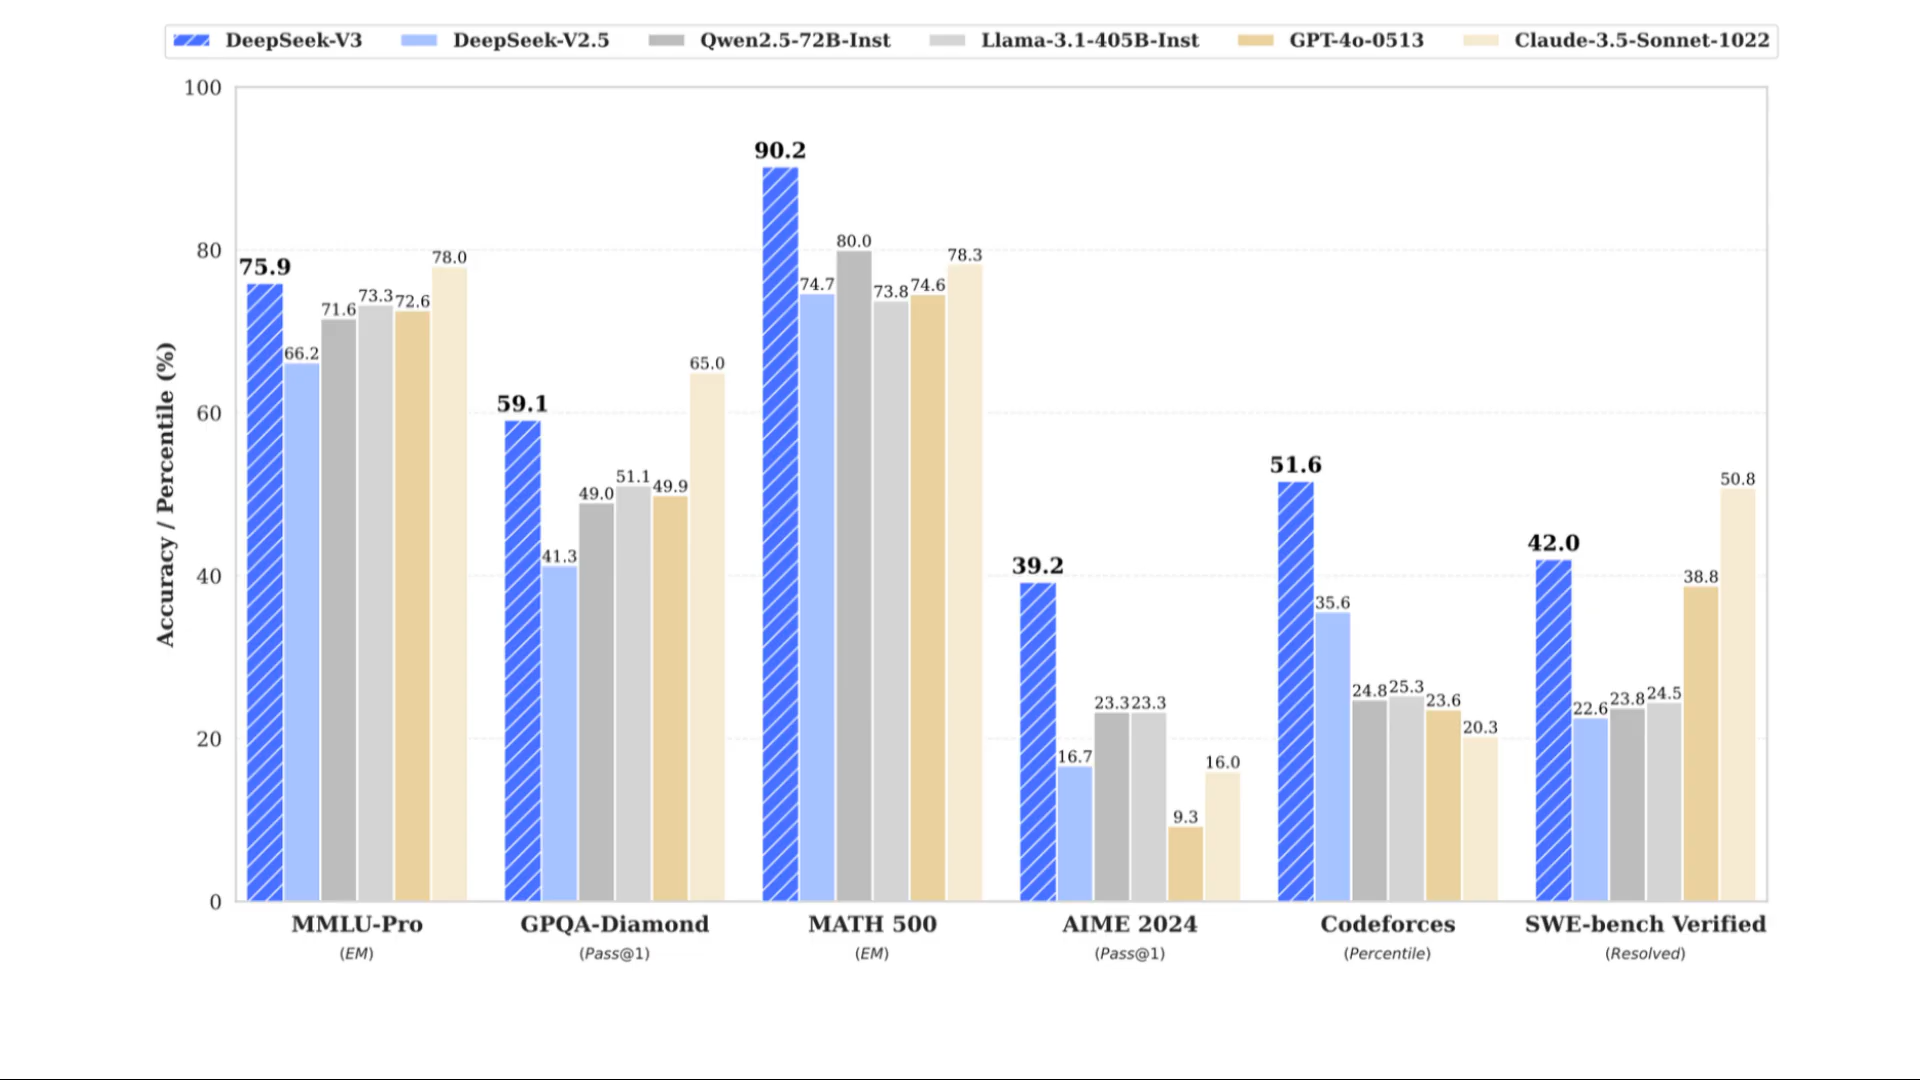 DeepSeek-V3 DeepSeek-V2.5 Qwen2.5-72B-Inst Llama-3.1-405B-Inst GPT-4o-0513 Claude-3.5-Sonnet-1022
Accuracy / Percentile (%)
100
80
60
40
20
0
75.9 66.2 71.6 73.3 72.6 78.0
59.1 41.3 49.0 51.1 49.9 65.0
90.2 74.7 80.0 73.8 74.6 78.3
39.2 16.7 23.3 23.3 9.3 16.0
51.6 35.6 24.8 25.3 23.6 20.3
42.0 22.6 23.8 24.5 38.8 50.8
MMLU-Pro GPQA-Diamond MATH 500 AIME 2024 Codeforces SWE-bench Verified
(EM) (Pass@1) (EM) (Pass@1) (Percentile) (Resolved)